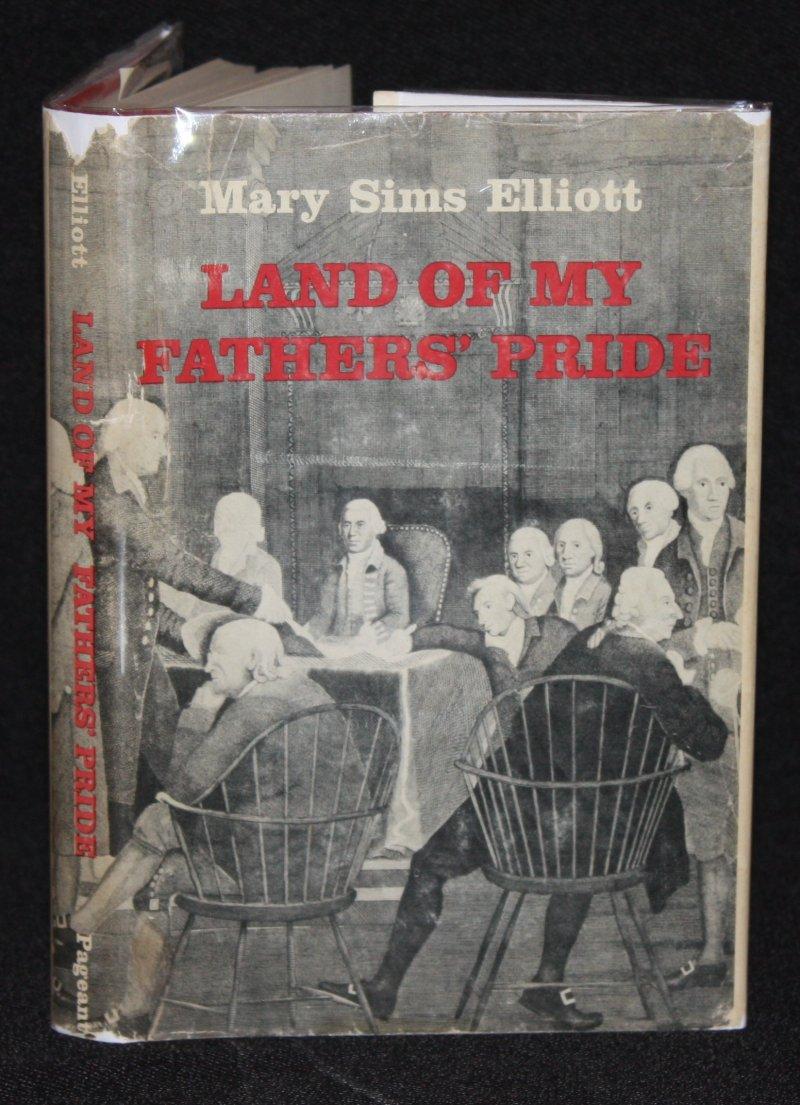 Mary Sims Elliott
LAND OF MY
FATHERS' PRIDE
Elliott
LAND OF MY FATHERS' PRIDE
Pageant